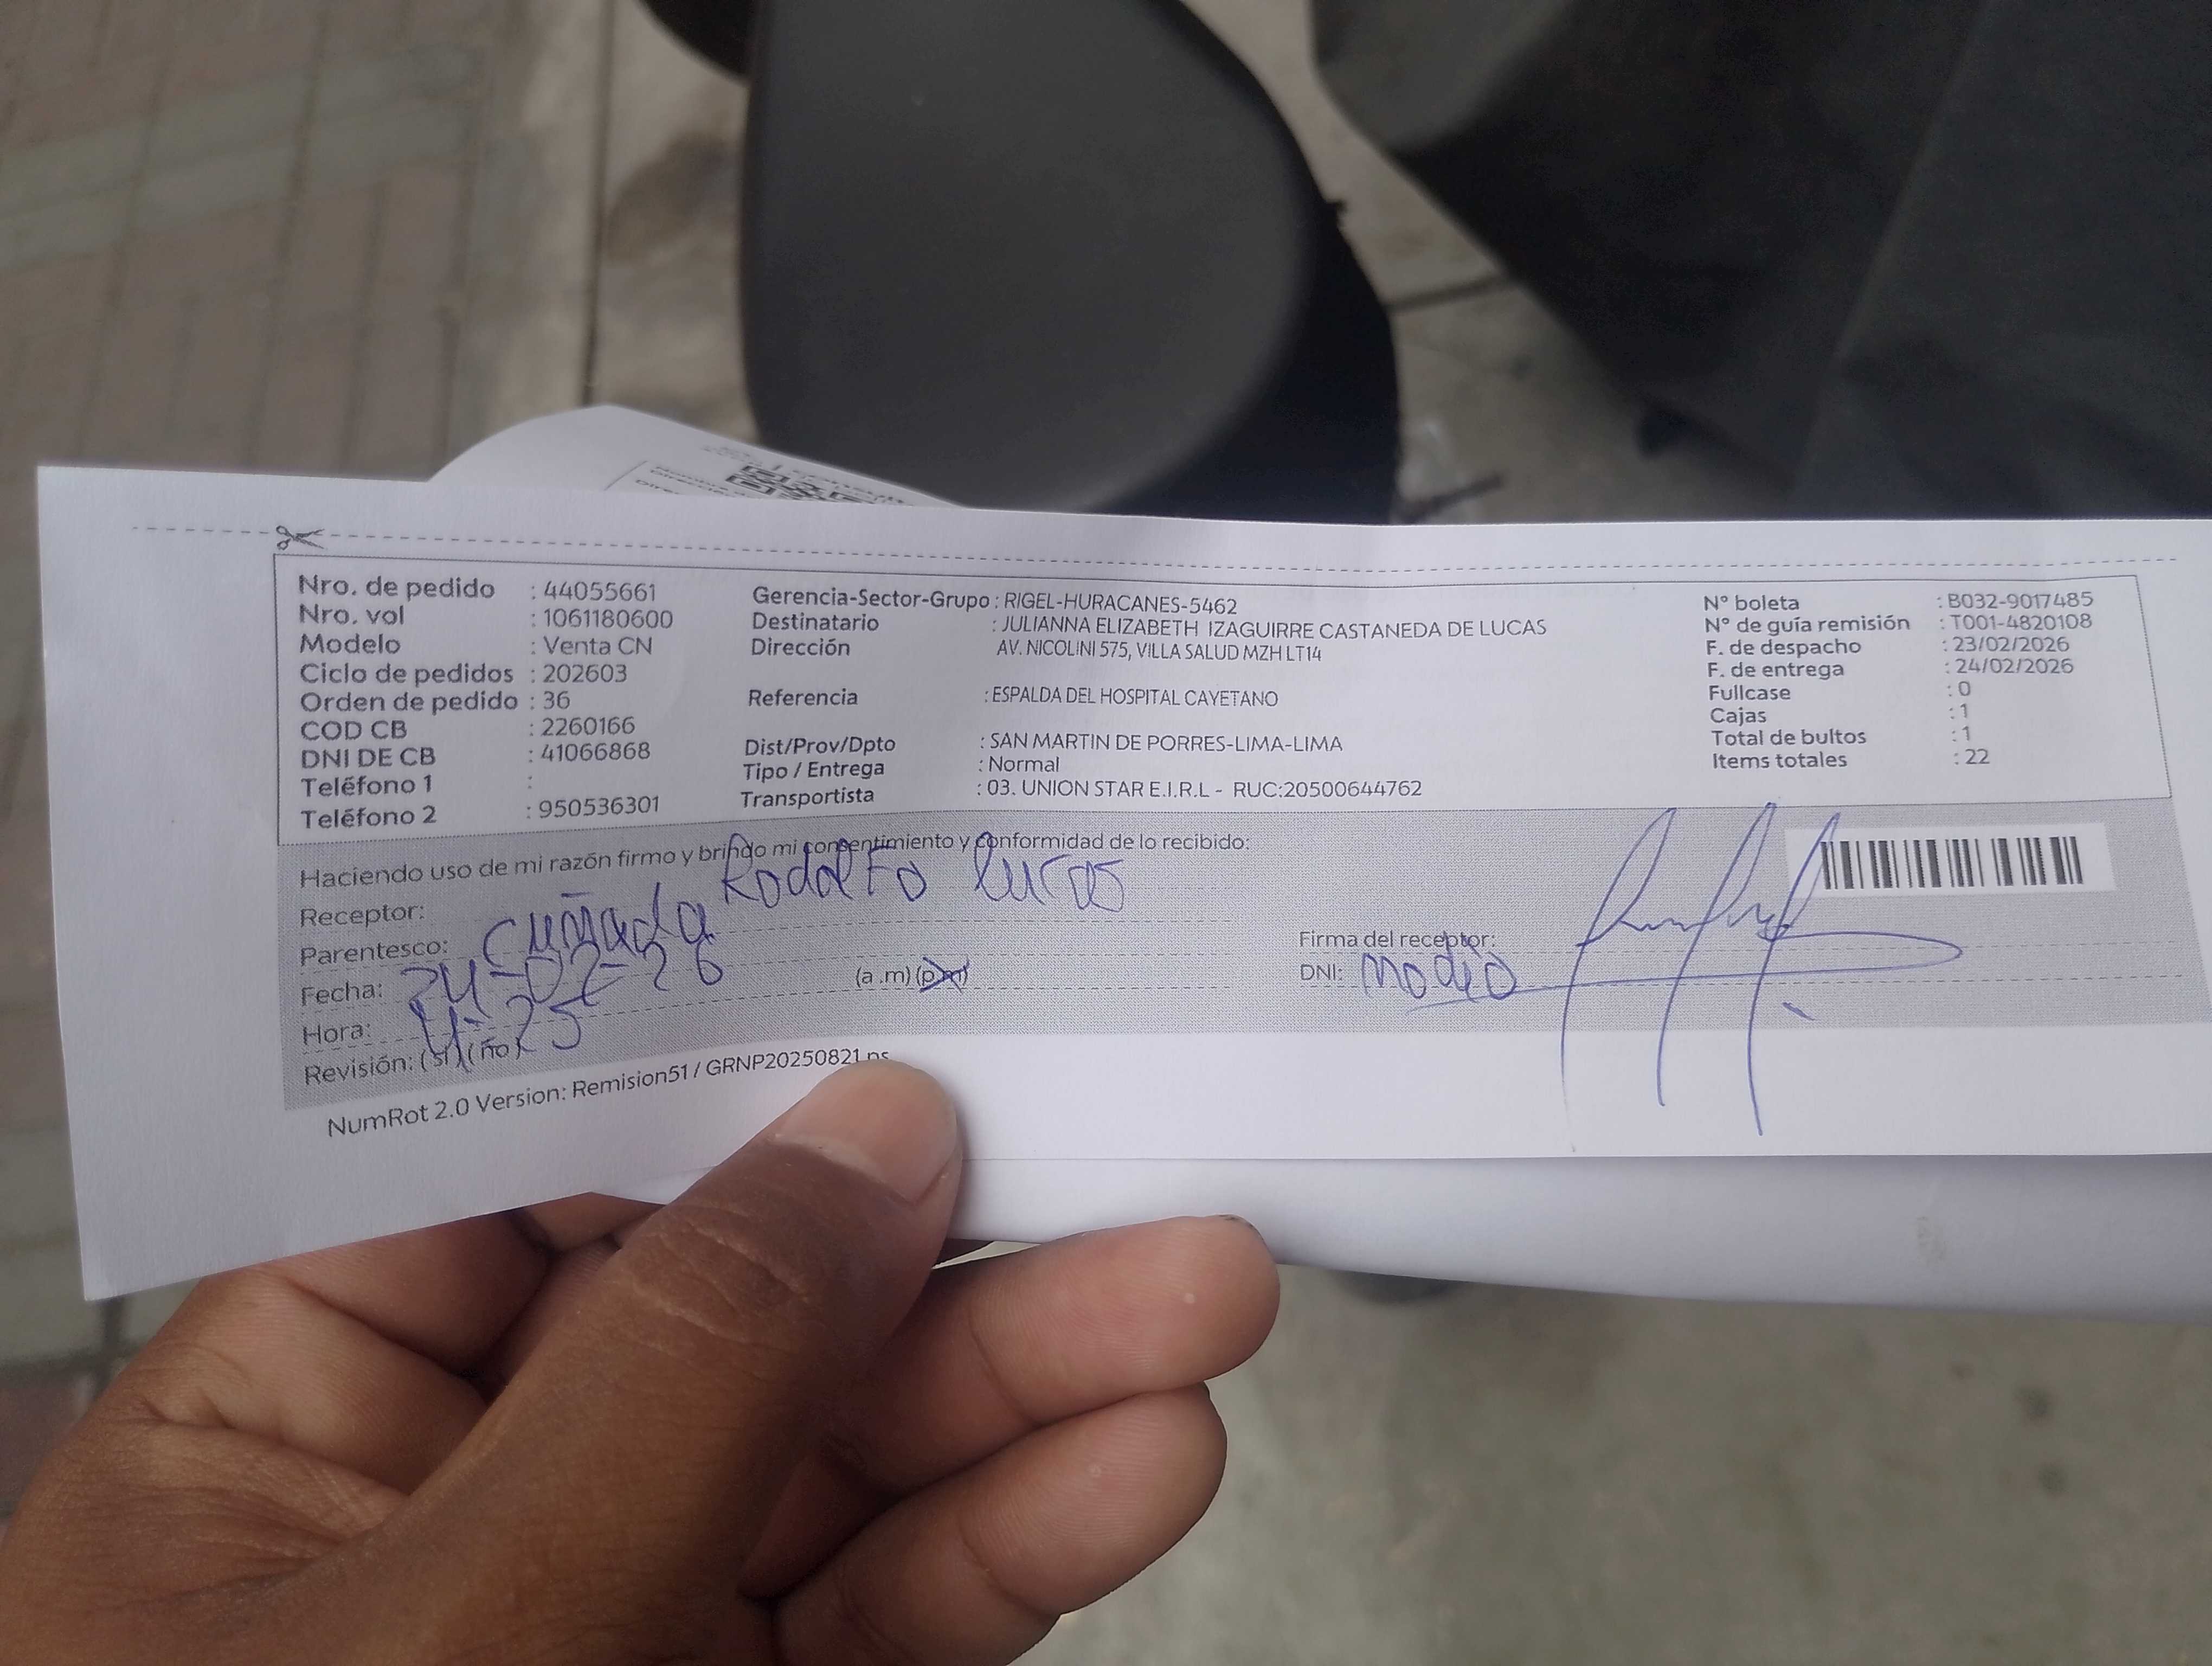 Nro. de pedido : 44055661
Nro. vol : 1061180600
Modelo : Venta CN
Ciclo de pedidos : 202603
Orden de pedido : 36
COD CB : 2260166
DNI DE CB : 41066868
Teléfono 1 :
Teléfono 2 : 950536301
Gerencia-Sector-Grupo : RIGEL-HURACANES-5462
Destinatario : JULIANNA ELIZABETH IZAGUIRRE CASTANEDA DE LUCAS
Dirección AV. NICOLINI 575, VILLA SALUD MZH LT14
Referencia : ESPALDA DEL HOSPITAL CAYETANO
Dist/Prov/Dpto : SAN MARTIN DE PORRES-LIMA-LIMA
Tipo / Entrega : Normal
Transportista : 03. UNION STAR E.I.R.L - RUC:20500644762
N° boleta : B032-9017485
N° de guía remisión : T001-4820108
F. de despacho : 23/02/2026
F. de entrega : 24/02/2026
Fullcase : 0
Cajas : 1
Total de bultos : 1
Items totales : 22
Haciendo uso de mi razón firmo y brindo mi consentimiento y conformidad de lo recibido:
Receptor: Rodolfo lucas
Parentesco: cuñada
Fecha: 24-02-26
Hora: 25 (a.m) (p.m)
Revisión: (si) (no)
Firma del receptor:
DNI:
NumRot 2.0 Version: Remision51 / GRNP20250821